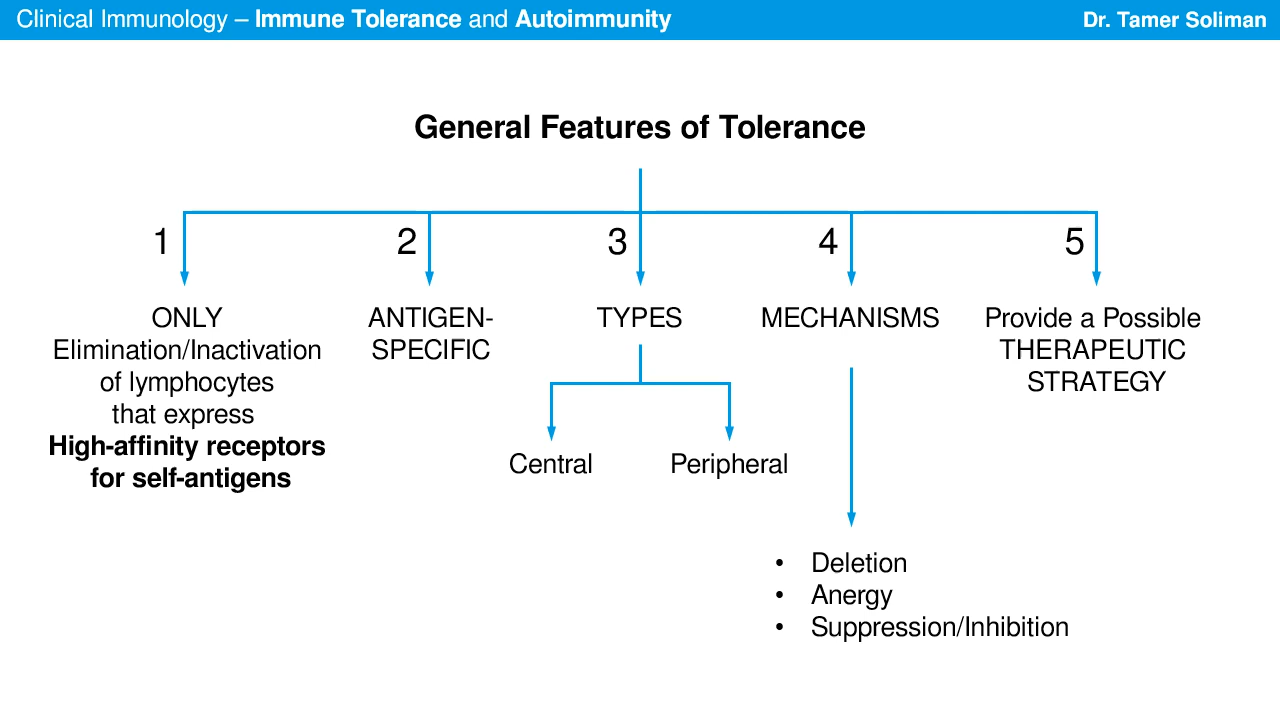 Clinical Immunology – Immune Tolerance and Autoimmunity
Dr. Tamer Soliman
General Features of Tolerance
1
ONLY
Elimination/Inactivation
of lymphocytes
that express
High-affinity receptors
for self-antigens
2
ANTIGEN-
SPECIFIC
3
TYPES
Central
Peripheral
4
MECHANISMS
• Deletion
• Anergy
• Suppression/Inhibition
5
Provide a Possible
THERAPEUTIC
STRATEGY